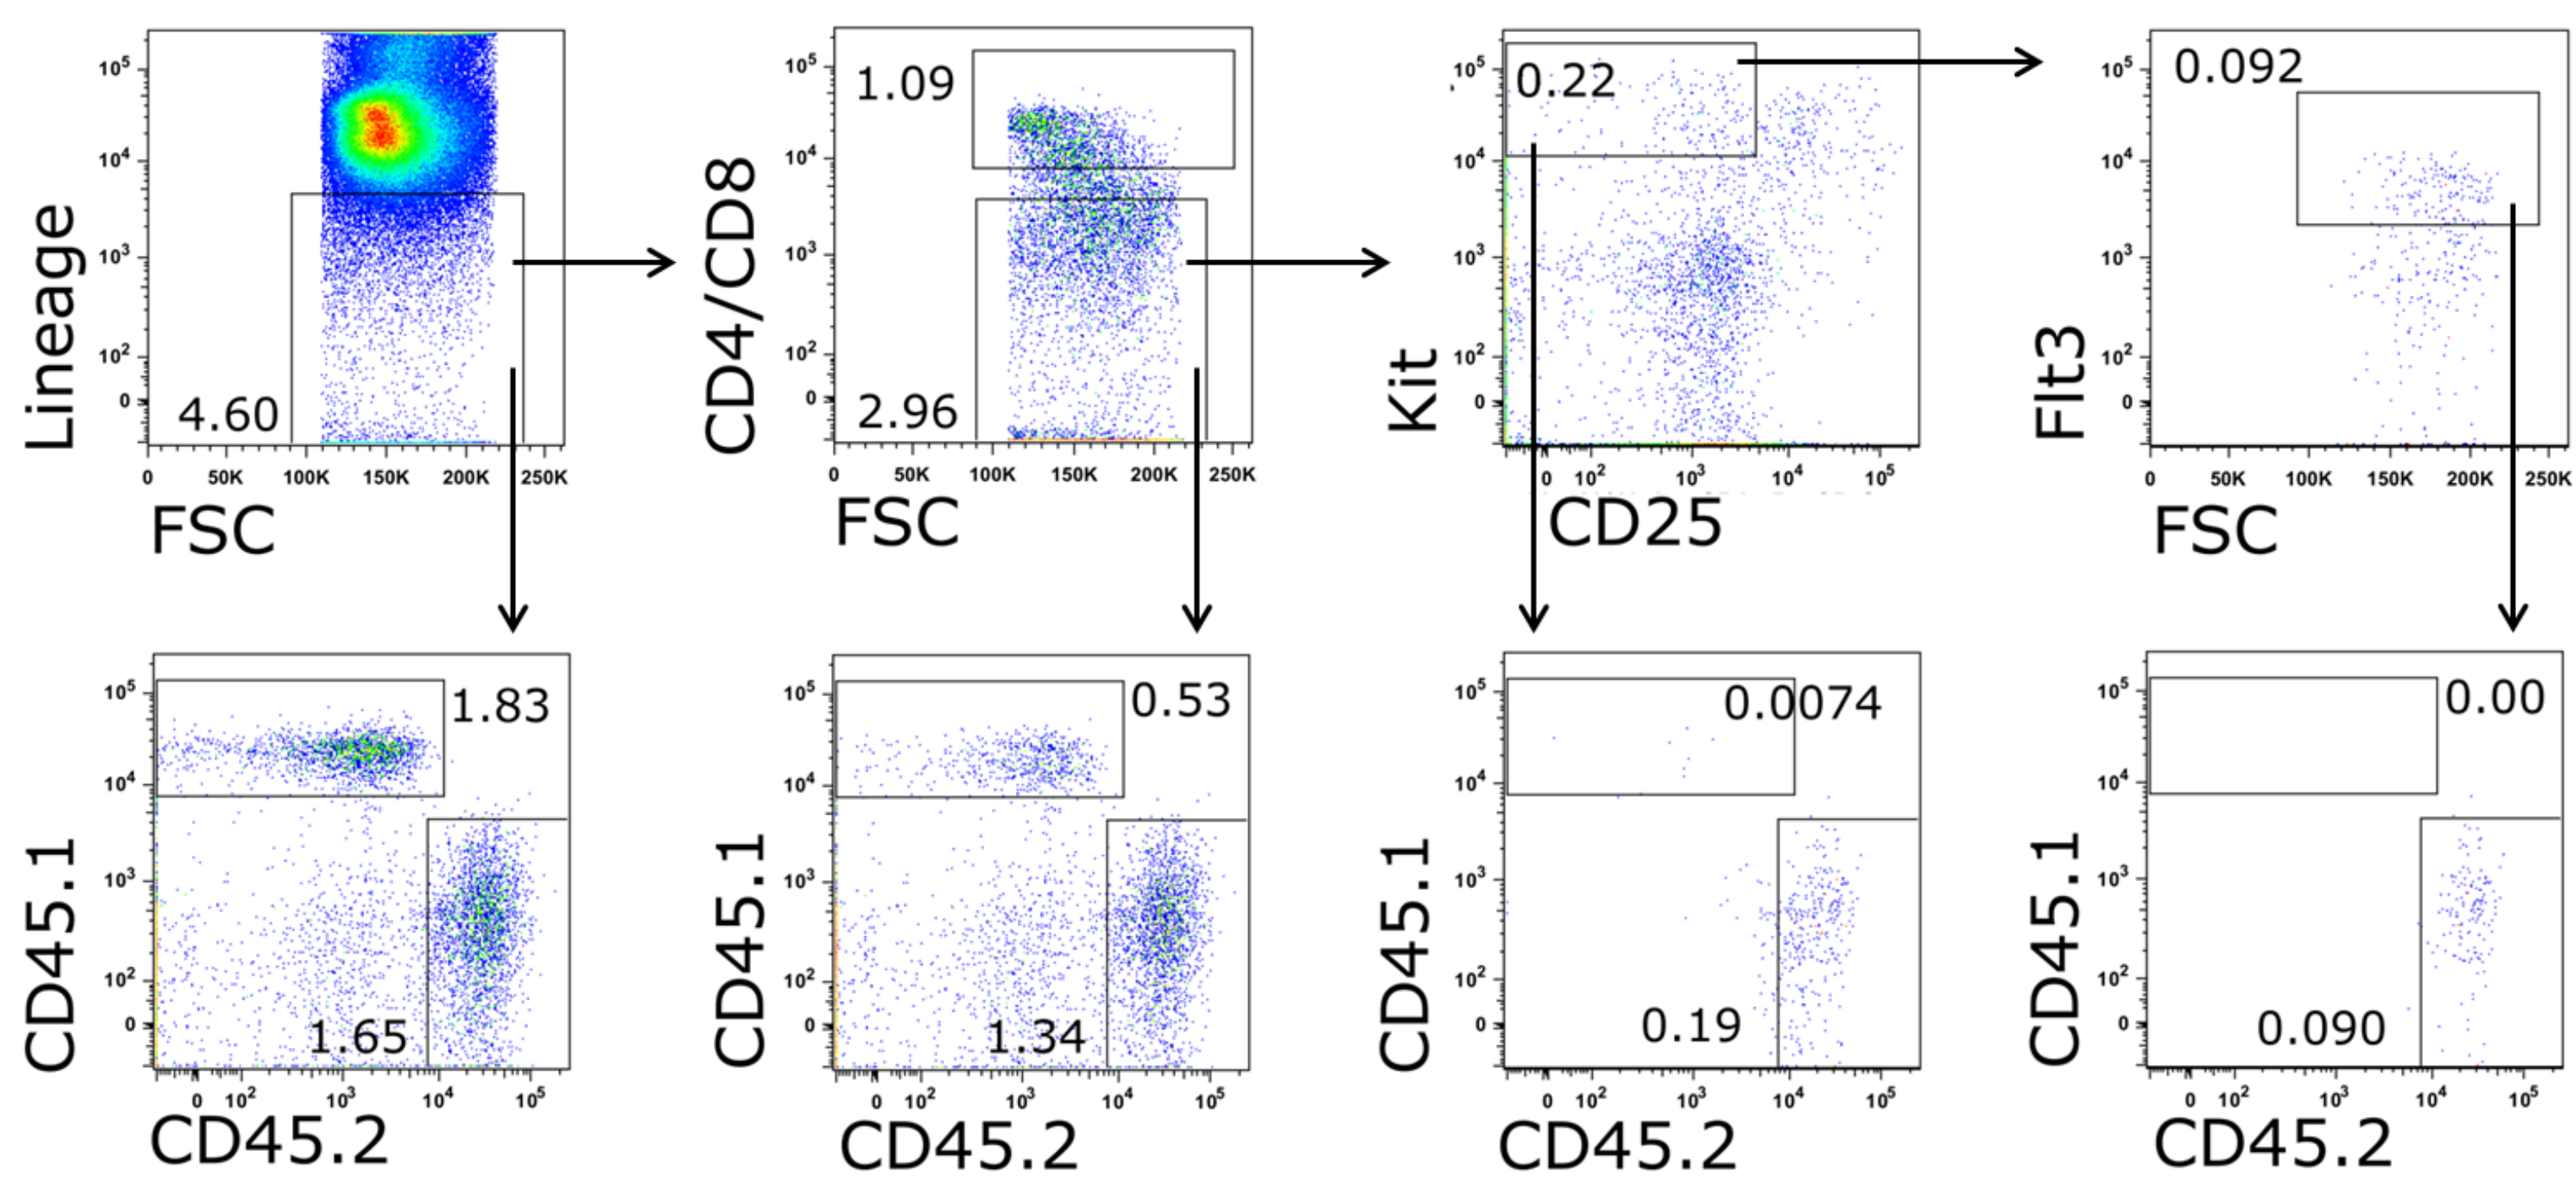 Lineage
10⁵
10⁴
10³
10²
0
4.60
0 50K 100K 150K 200K 250K
FSC
CD4/CD8
10⁵
10⁴
10³
10²
0
1.09
2.96
0 50K 100K 150K 200K 250K
FSC
Kit
10⁵
10⁴
10³
10²
0
0.22
0 10² 10³ 10⁴ 10⁵
CD25
Flt3
10⁵
10⁴
10³
10²
0
0.092
0 50K 100K 150K 200K 250K
FSC
CD45.1
10⁵
10⁴
10³
10²
0
1.83
1.65
0 10² 10³ 10⁴ 10⁵
CD45.2
CD45.1
10⁵
10⁴
10³
10²
0
0.53
1.34
0 10² 10³ 10⁴ 10⁵
CD45.2
CD45.1
10⁵
10⁴
10³
10²
0
0.0074
0.19
0 10² 10³ 10⁴ 10⁵
CD45.2
CD45.1
10⁵
10⁴
10³
10²
0
0.00
0.090
0 10² 10³ 10⁴ 10⁵
CD45.2